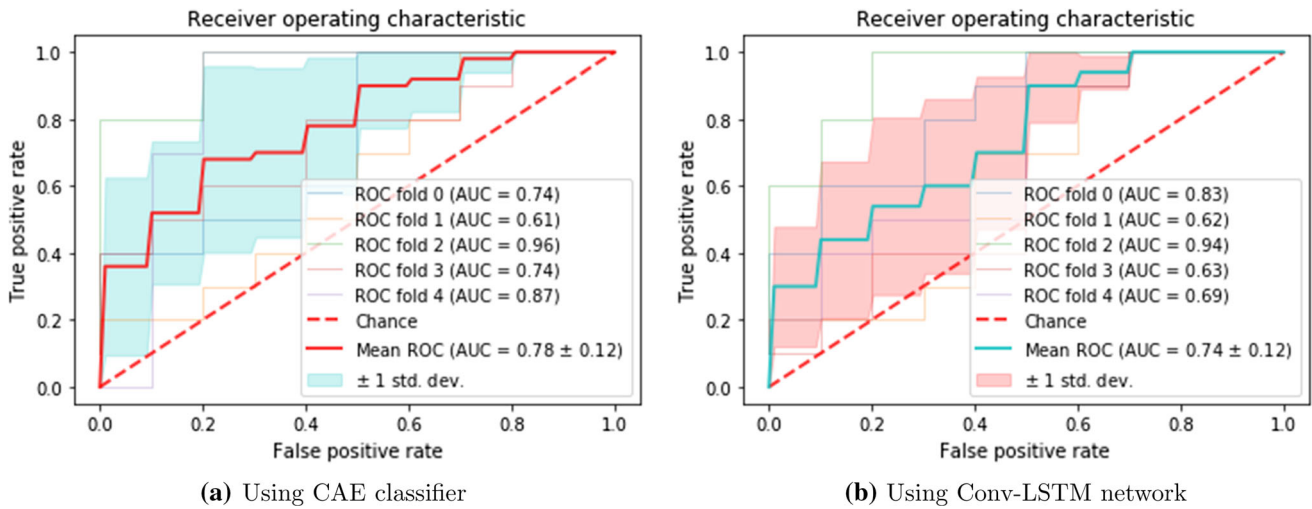 Receiver operating characteristic
1.0
0.8
0.6
0.4
0.2
0.0
True positive rate
0.0 0.2 0.4 0.6 0.8 1.0
False positive rate
ROC fold 0 (AUC = 0.74)
ROC fold 1 (AUC = 0.61)
ROC fold 2 (AUC = 0.96)
ROC fold 3 (AUC = 0.74)
ROC fold 4 (AUC = 0.87)
Chance
Mean ROC (AUC = 0.78 ± 0.12)
± 1 std. dev.
(a) Using CAE classifier
Receiver operating characteristic
1.0
0.8
0.6
0.4
0.2
0.0
True positive rate
0.0 0.2 0.4 0.6 0.8 1.0
False positive rate
ROC fold 0 (AUC = 0.83)
ROC fold 1 (AUC = 0.62)
ROC fold 2 (AUC = 0.94)
ROC fold 3 (AUC = 0.63)
ROC fold 4 (AUC = 0.69)
Chance
Mean ROC (AUC = 0.74 ± 0.12)
± 1 std. dev.
(b) Using Conv-LSTM network